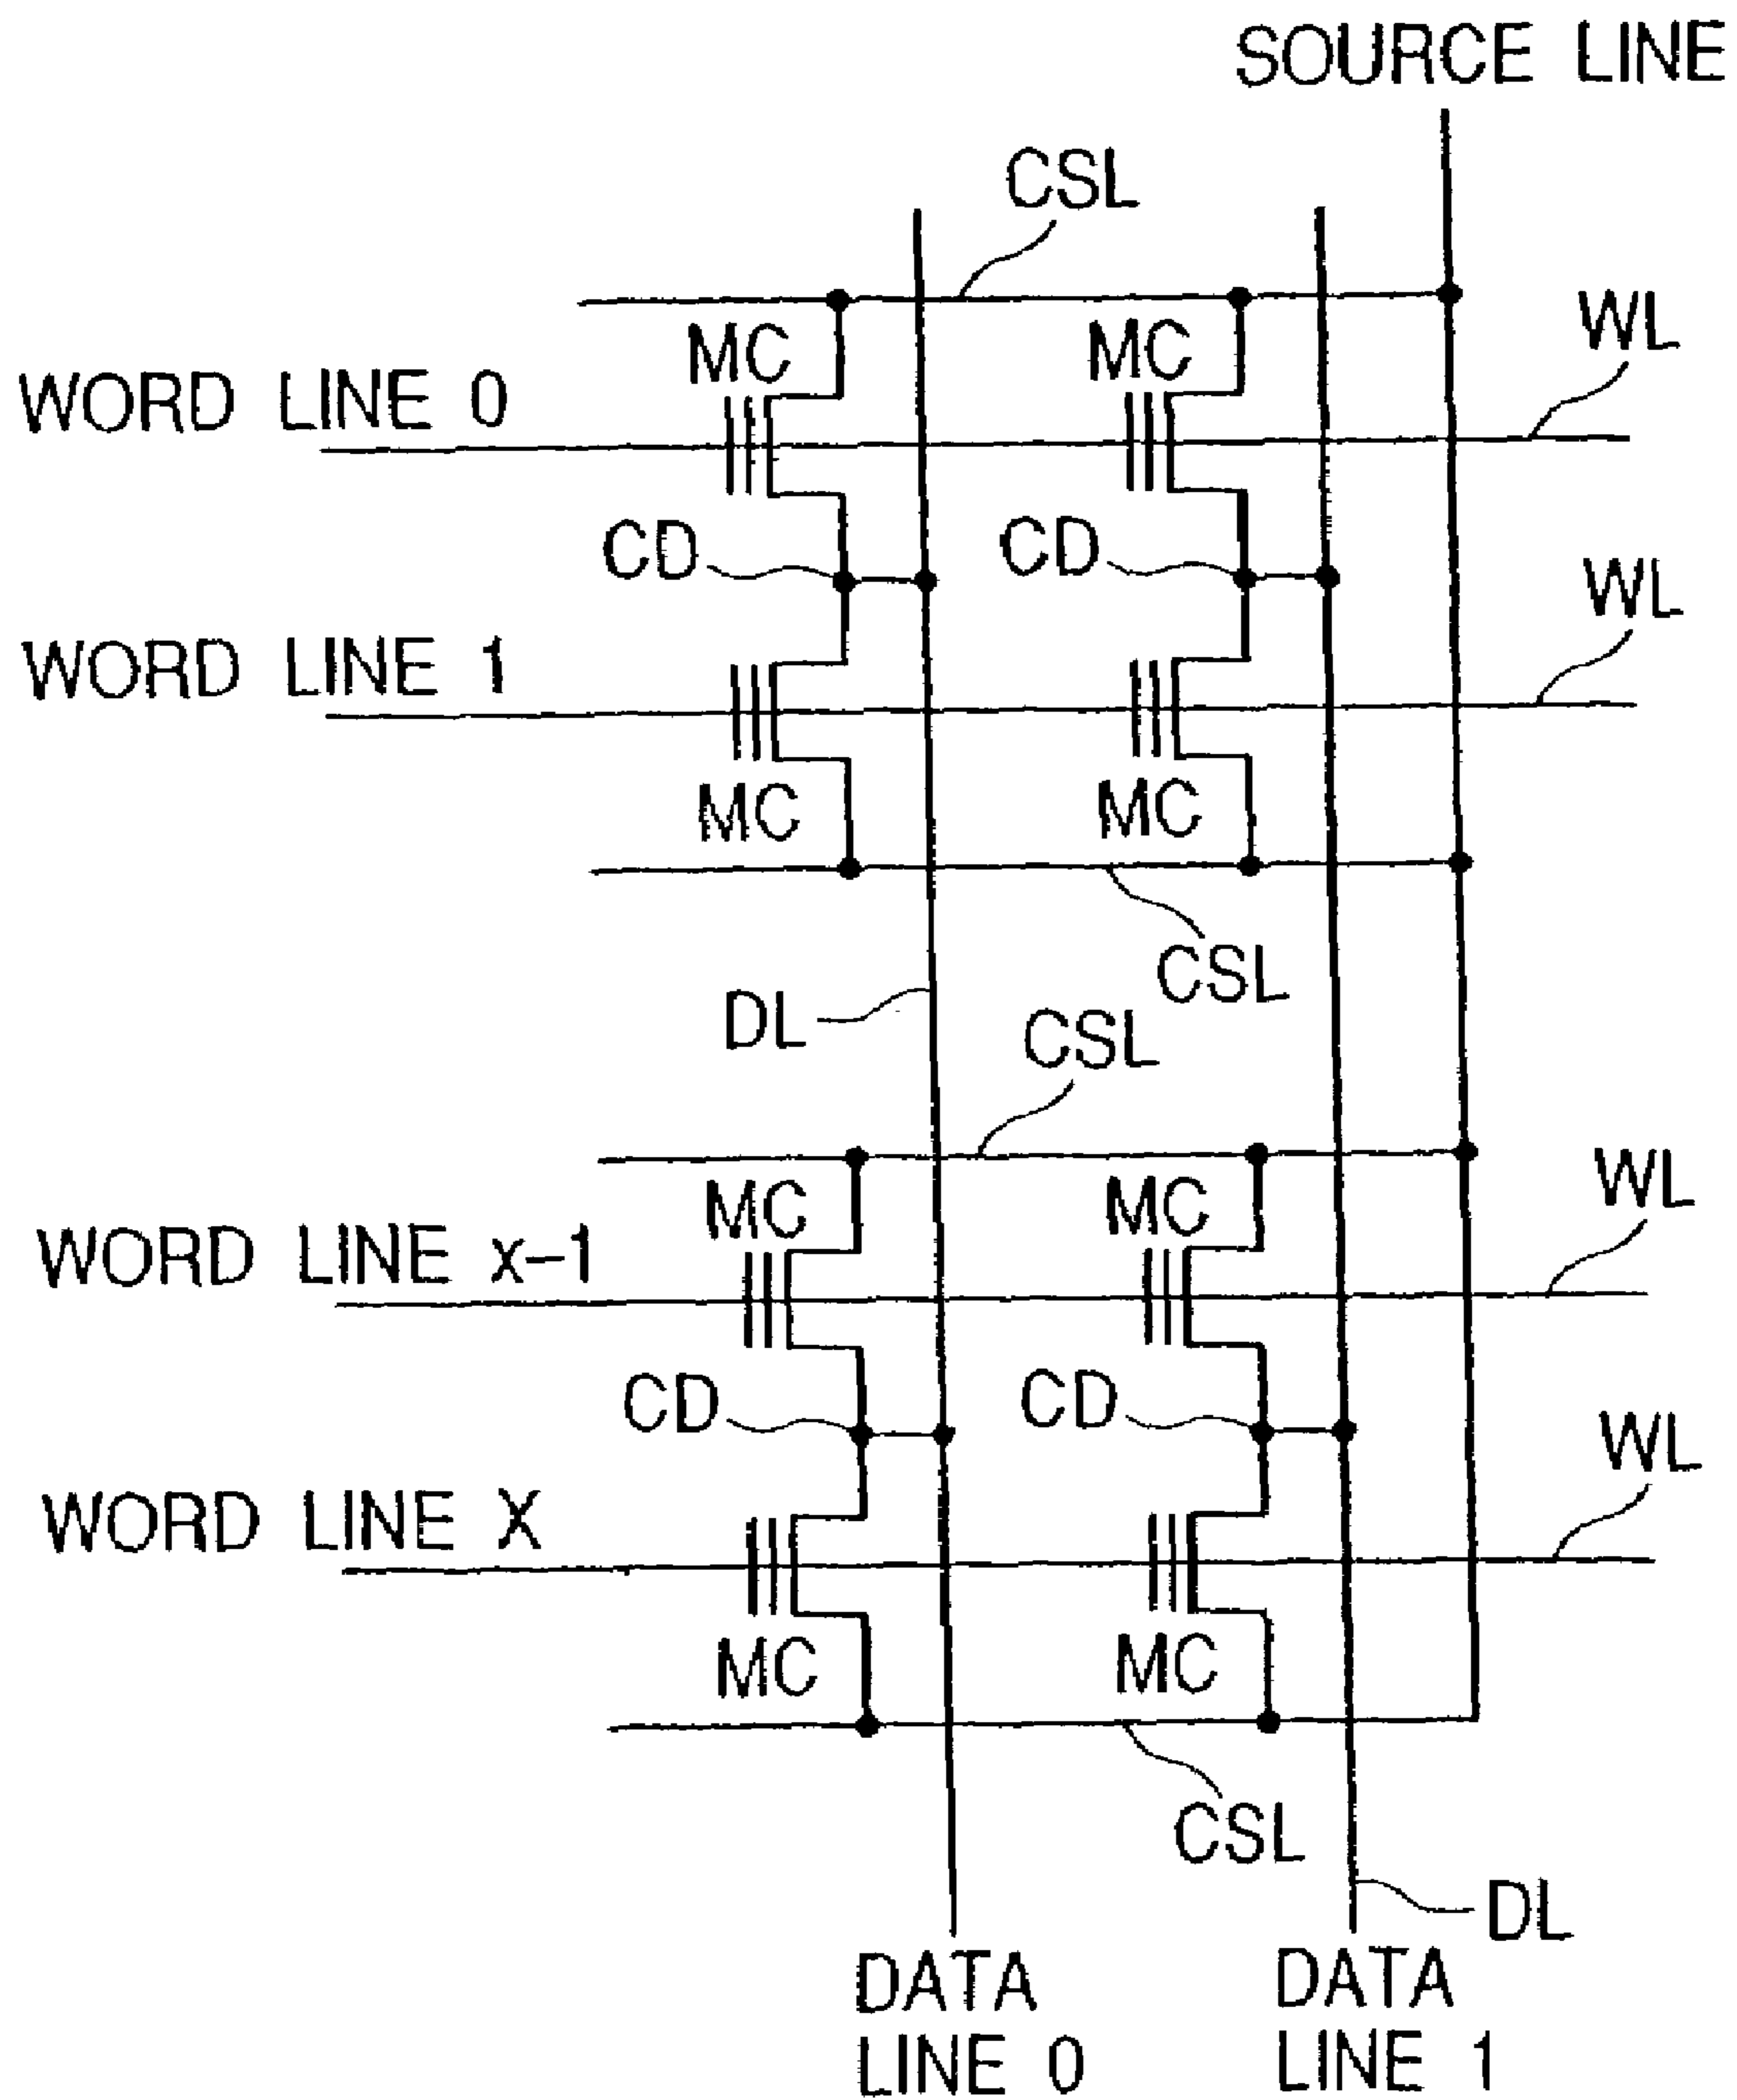 SOURCE LINE
CSL
MC MC WL
WORD LINE 0
CD CD
WL
WORD LINE 1
MC MC
CSL
DL CSL
MC MC WL
WORD LINE x-1
CD CD
WL
WORD LINE X
MC MC
CSL
DL
DATA LINE 0
DATA LINE 1